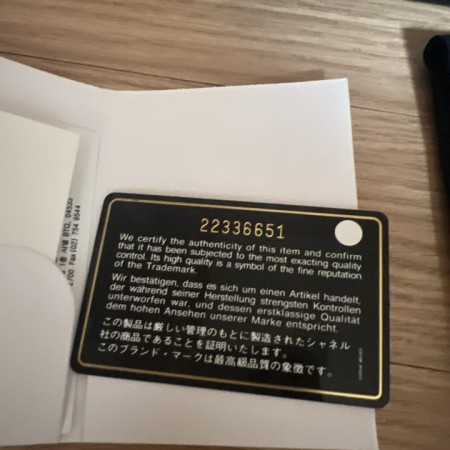 22336651
We certify the authenticity of this item and confirm
that it has been subjected to the most exacting quality
control. Its high quality is a symbol of the fine reputation
of the Trademark.
Wir bestätigen, dass es sich um einen Artikel handelt,
der während seiner Herstellung strengsten Kontrollen
unterworfen war, und dessen erstklassige Qualität
dem hohen Ansehen unserer Marke entspricht.
この製品は厳しい管理のもとに製造されたシャネル
社の商品であることを証明いたします。
このブランド・マークは最高級品質の象徴です。
BTQ. 04533
Fax (02) 754 9544